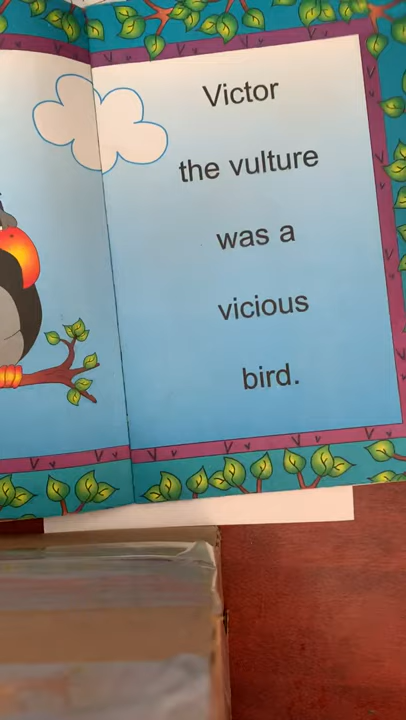 Victor
the vulture
was a
vicious
bird.